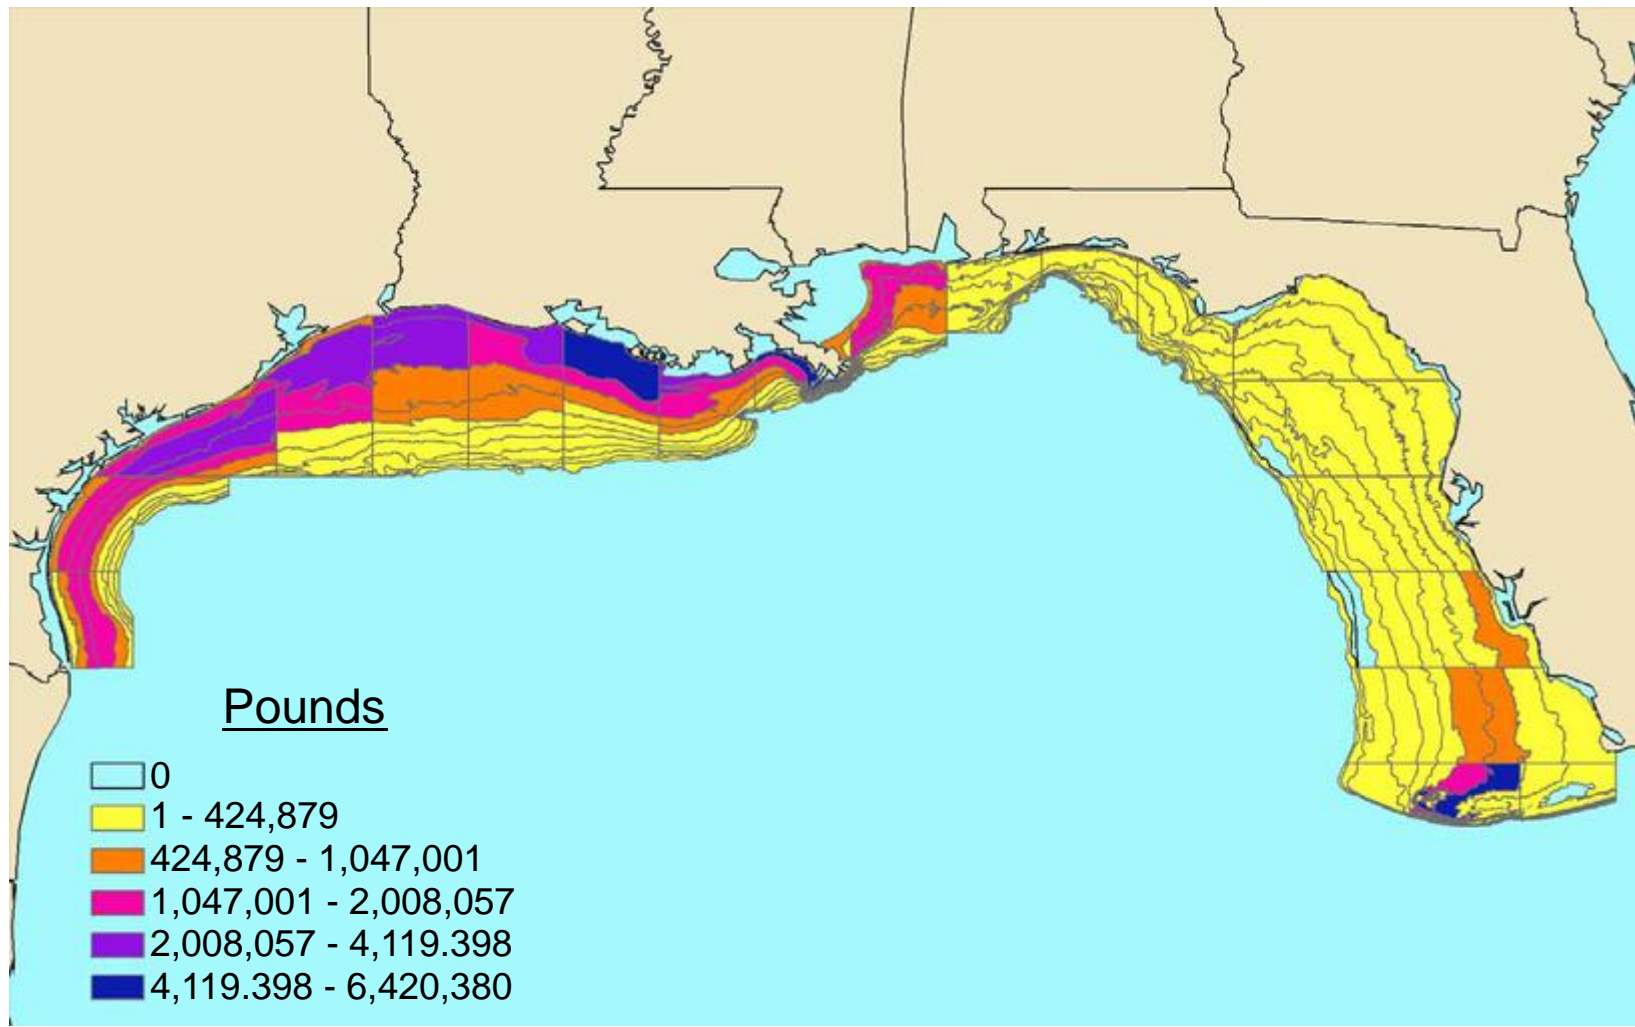 Pounds
0
1 - 424,879
424,879 - 1,047,001
1,047,001 - 2,008,057
2,008,057 - 4,119.398
4,119.398 - 6,420,380